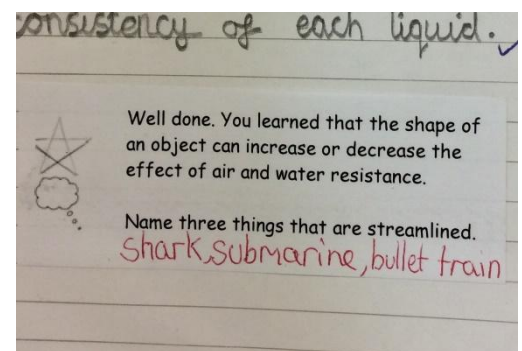 consistency of each liquid.
Well done. You learned that the shape of
an object can increase or decrease the
effect of air and water resistance.
Name three things that are streamlined.
shark, submarine, bullet train